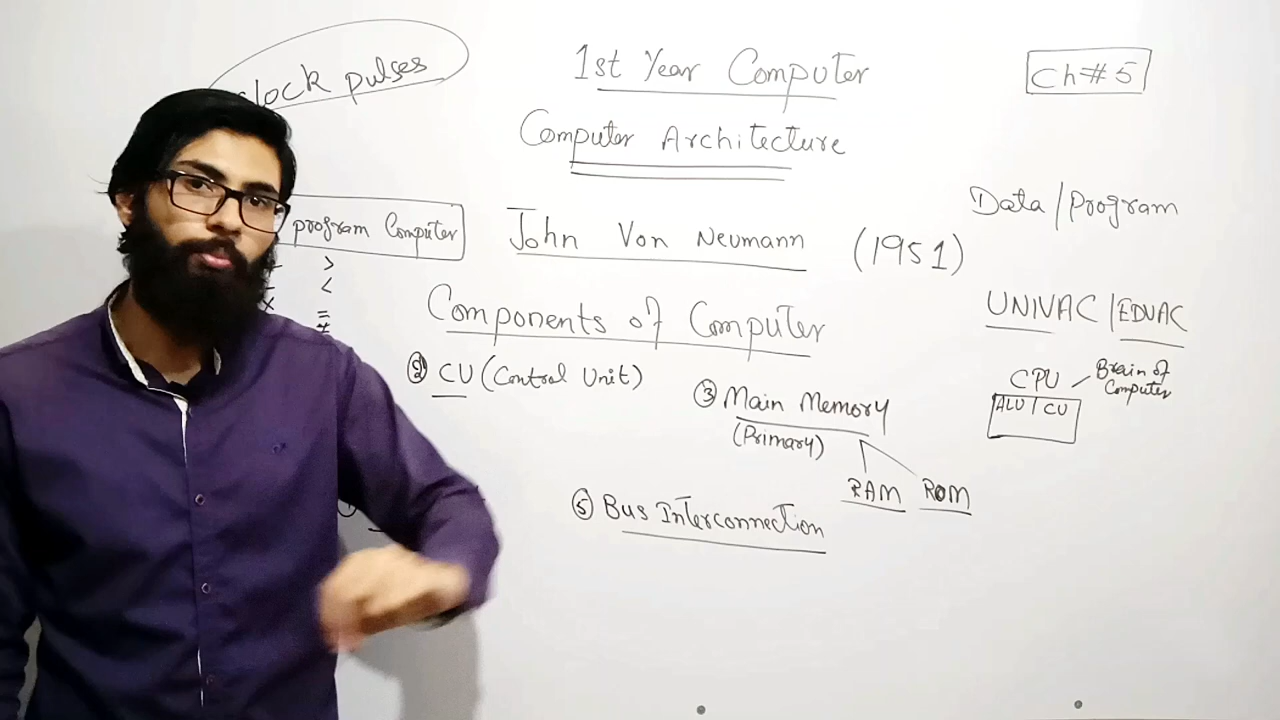 clock pulses
1st Year Computer
Ch # 5
Computer Architecture
Data / Program
program Computer
John Von Neumann (1951)
>
<
=
≠
Components of Computer
UNIVAC / EDVAC
② CU (Control Unit)
CPU
Brain of
Computer
ALU / CU
③ Main Memory
(Primary)
RAM ROM
⑤ Bus Interconnection